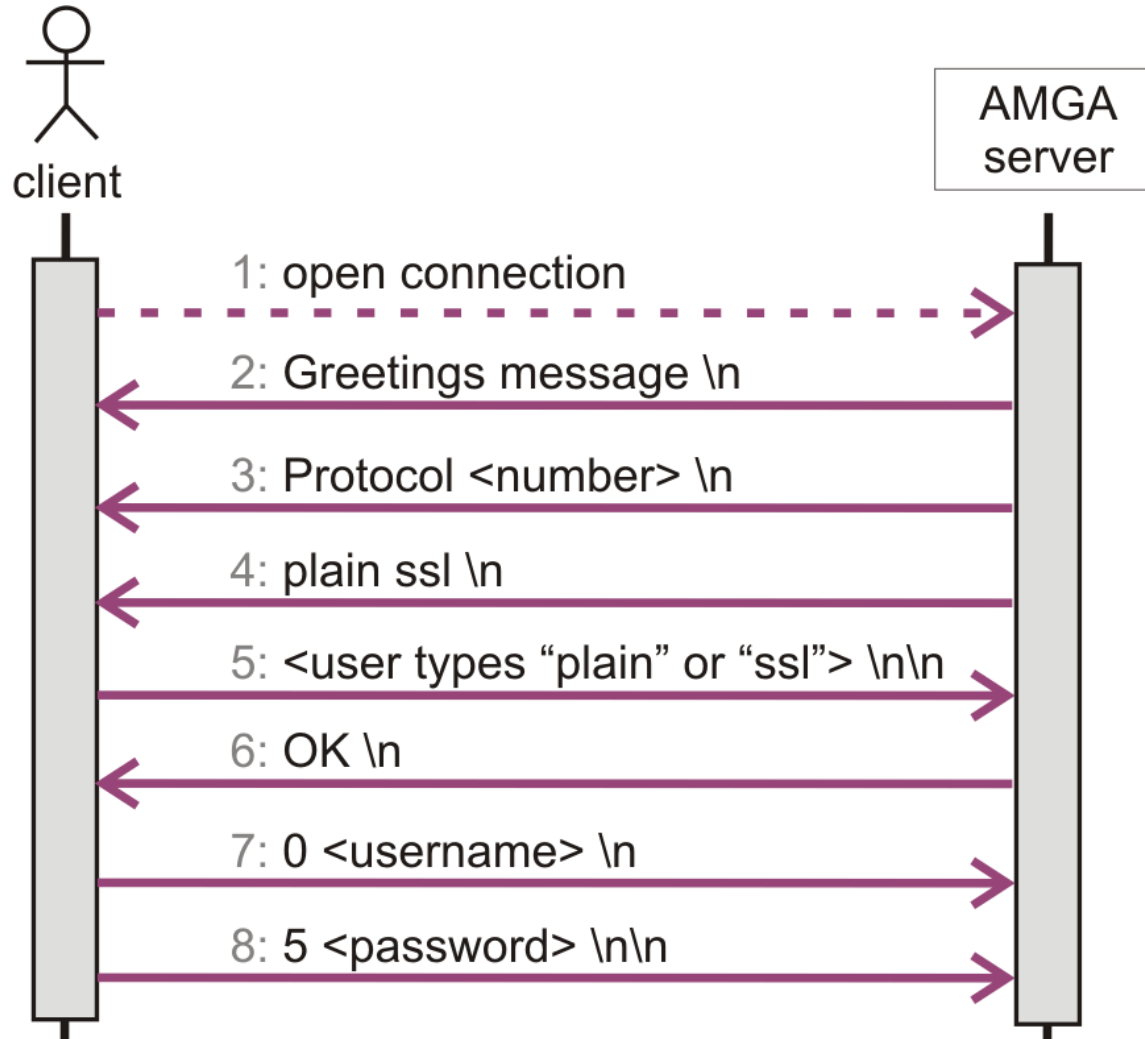 AMGA
server
client
1: open connection
2: Greetings message \n
3: Protocol <number> \n
4: plain ssl \n
5: <user types “plain” or “ssl”> \n\n
6: OK \n
7: 0 <username> \n
8: 5 <password> \n\n